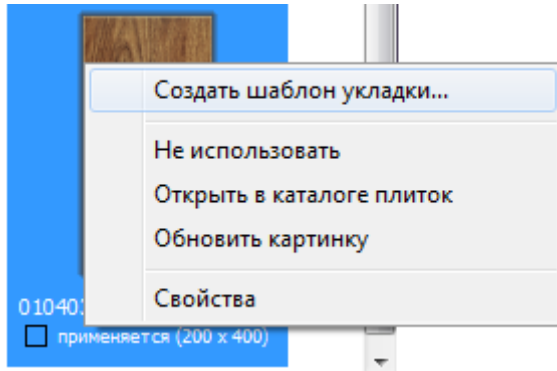 Создать шаблон укладки...
Не использовать
Открыть в каталоге плиток
Обновить картинку
Свойства
применяется (200 x 400)